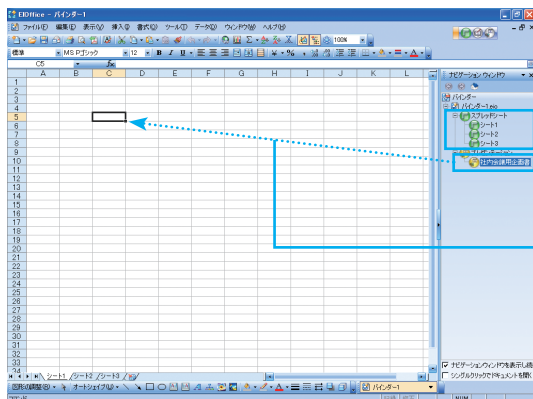 EIOffice - バインダー1
ファイル(F) 編集(E) 表示(V) 挿入(I) 書式(O) ツール(T) データ(D) ウィンドウ(W) ヘルプ(H)
標準 MS Pゴシック 12 B I U
100%
C5 fx
A B C D E F G H I J K L
1
2
3
4
5
6
7
8
9
10
11
12
13
14
15
16
17
18
19
20
21
22
23
24
25
26
27
28
29
30
31
32
33
34
ナビゲーションウィンドウ
バインダー
バインダー1.eio
スプレッドシート
シート1
シート2
シート3
社内会議用企画書
ナビゲーションウィンドウを表示し続
シングルクリックでドキュメントを開く
シート1 シート2 シート3
図形の調整(R) オートシェイプ(U)
バインダー1
NUM